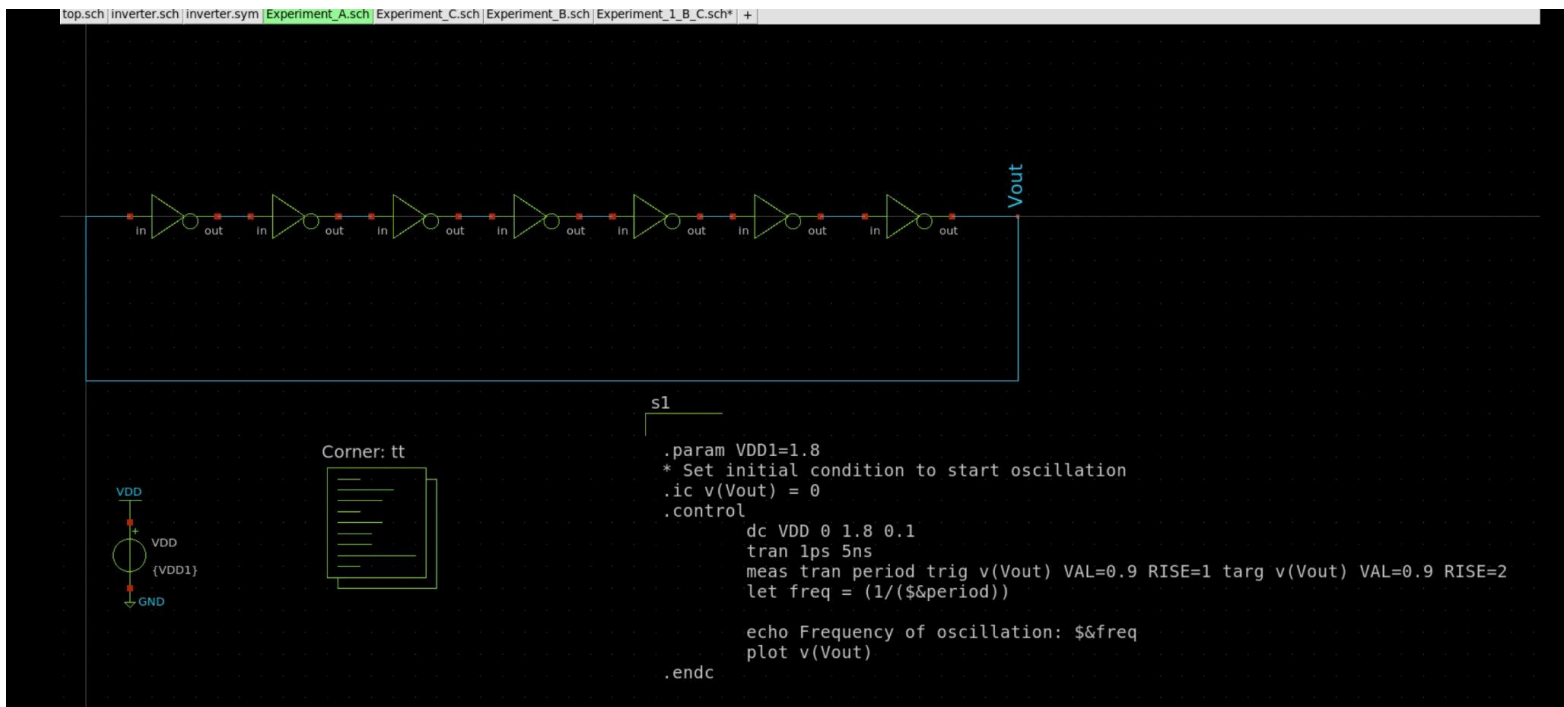 top.sch inverter.sch inverter.sym Experiment_A.sch Experiment_C.sch Experiment_B.sch Experiment_1_B_C.sch* +
Vout
in out in out in out in out in out in out in out
s1
Corner: tt
.param VDD1=1.8
* Set initial condition to start oscillation
.ic v(Vout) = 0
.control
dc VDD 0 1.8 0.1
tran 1ps 5ns
meas tran period trig v(Vout) VAL=0.9 RISE=1 targ v(Vout) VAL=0.9 RISE=2
let freq = (1/($&period))
echo Frequency of oscillation: $&freq
plot v(Vout)
.endc
VDD
+
VDD
{VDD1}
GND